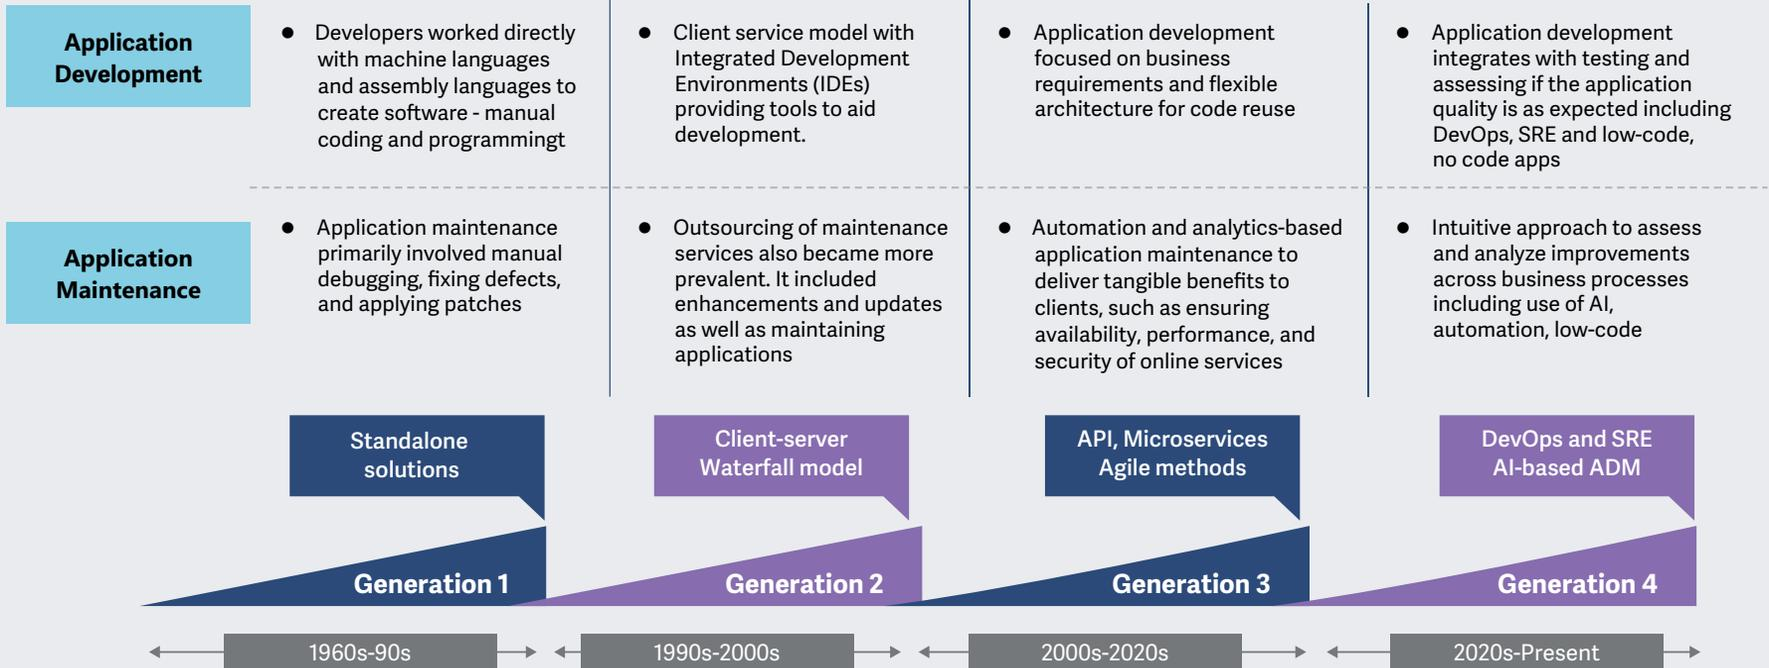 Application
Development
● Developers worked directly
with machine languages
and assembly languages to
create software - manual
coding and programmingt
● Client service model with
Integrated Development
Environments (IDEs)
providing tools to aid
development.
● Application development
focused on business
requirements and flexible
architecture for code reuse
● Application development
integrates with testing and
assessing if the application
quality is as expected including
DevOps, SRE and low-code,
no code apps
Application
Maintenance
● Application maintenance
primarily involved manual
debugging, fixing defects,
and applying patches
● Outsourcing of maintenance
services also became more
prevalent. It included
enhancements and updates
as well as maintaining
applications
● Automation and analytics-based
application maintenance to
deliver tangible benefits to
clients, such as ensuring
availability, performance, and
security of online services
● Intuitive approach to assess
and analyze improvements
across business processes
including use of AI,
automation, low-code
Standalone
solutions
Client-server
Waterfall model
API, Microservices
Agile methods
DevOps and SRE
AI-based ADM
Generation 1
Generation 2
Generation 3
Generation 4
1960s-90s
1990s-2000s
2000s-2020s
2020s-Present